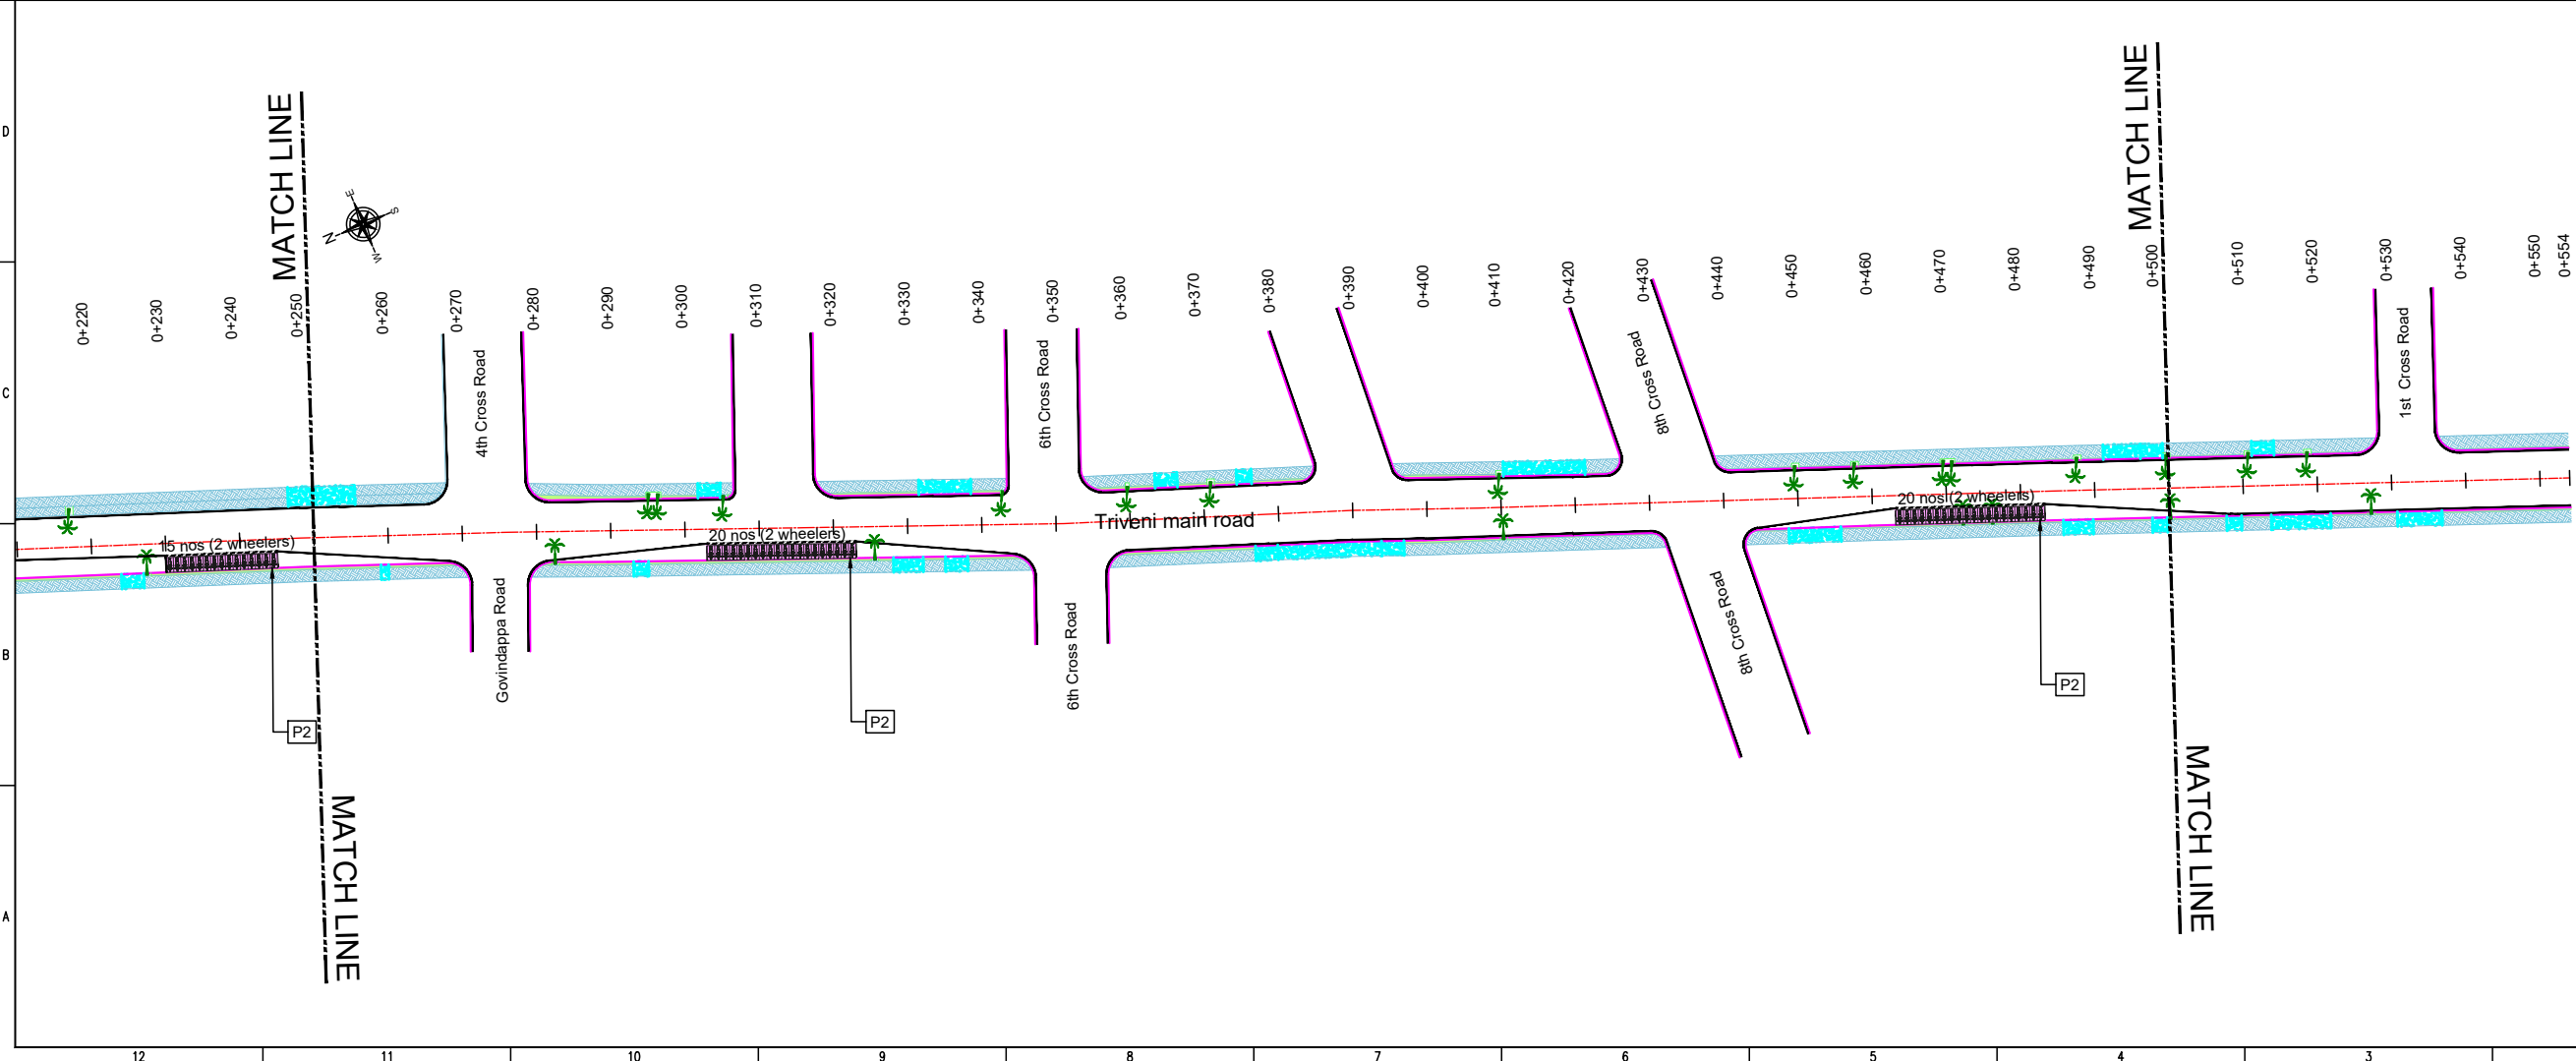 MATCH LINE
MATCH LINE
D
E
S
N
W
0+220
0+230
0+240
0+250
0+260
0+270
0+280
0+290
0+300
0+310
0+320
0+330
0+340
0+350
0+360
0+370
0+380
0+390
0+400
0+410
0+420
0+430
0+440
0+450
0+460
0+470
0+480
0+490
0+500
0+510
0+520
0+530
0+540
0+550
0+554
C
4th Cross Road
6th Cross Road
8th Cross Road
1st Cross Road
15 nos (2 wheelers)
20 nos (2 wheelers)
Triveni main road
20 nos (2 wheelers)
B
Govindappa Road
6th Cross Road
8th Cross Road
P2
P2
P2
MATCH LINE
MATCH LINE
A
12
11
10
9
8
7
6
5
4
3